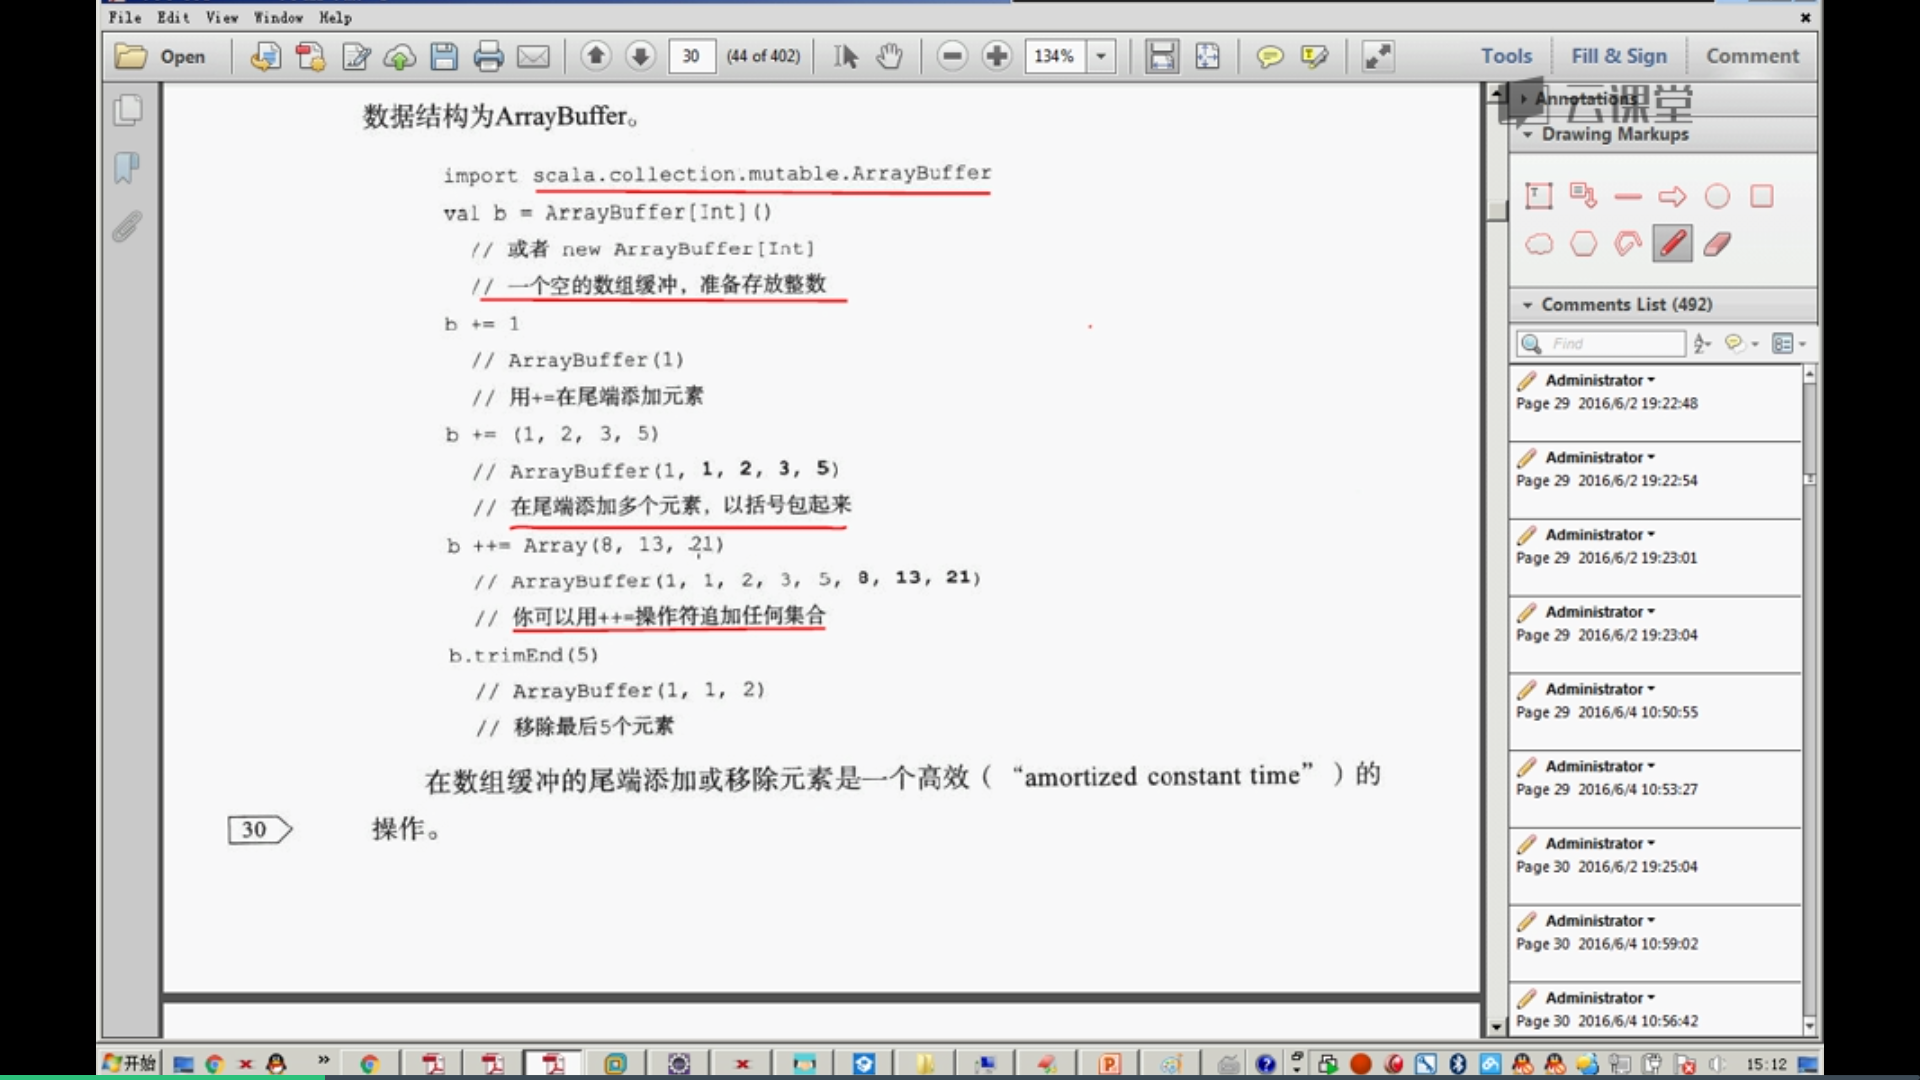 File Edit View Window Help
Open
30 (44 of 402)
134%
Tools Fill & Sign Comment
云课堂
Annotations
Drawing Markups
数据结构为ArrayBuffer。
import scala.collection.mutable.ArrayBuffer
val b = ArrayBuffer[Int]()
// 或者 new ArrayBuffer[Int]
// 一个空的数组缓冲，准备存放整数
b += 1
// ArrayBuffer(1)
// 用+=在尾端添加元素
b += (1, 2, 3, 5)
// ArrayBuffer(1, 1, 2, 3, 5)
// 在尾端添加多个元素，以括号包起来
b ++= Array(8, 13, 21)
// ArrayBuffer(1, 1, 2, 3, 5, 8, 13, 21)
// 你可以用++=操作符追加任何集合
b.trimEnd(5)
// ArrayBuffer(1, 1, 2)
// 移除最后5个元素
在数组缓冲的尾端添加或移除元素是一个高效（“amortized constant time”）的
操作。
30
Comments List (492)
Find
Administrator
Page 29 2016/6/2 19:22:48
Administrator
Page 29 2016/6/2 19:22:54
Administrator
Page 29 2016/6/2 19:23:01
Administrator
Page 29 2016/6/2 19:23:04
Administrator
Page 29 2016/6/4 10:50:55
Administrator
Page 29 2016/6/4 10:53:27
Administrator
Page 30 2016/6/2 19:25:04
Administrator
Page 30 2016/6/4 10:59:02
Administrator
Page 30 2016/6/4 10:56:42
开始
15:12